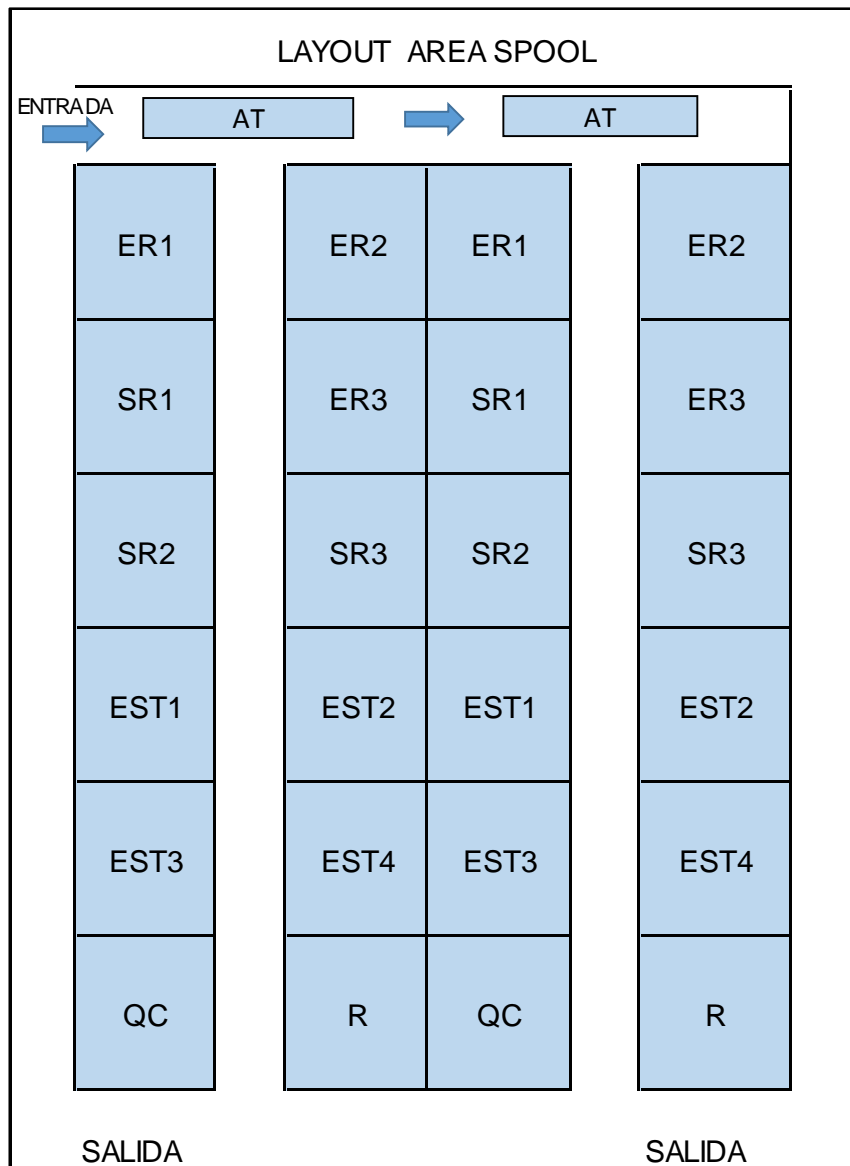 LAYOUT AREA SPOOL
ENTRADA
AT AT
ER1 ER2 ER1 ER2
SR1 ER3 SR1 ER3
SR2 SR3 SR2 SR3
EST1 EST2 EST1 EST2
EST3 EST4 EST3 EST4
QC R QC R
SALIDA SALIDA